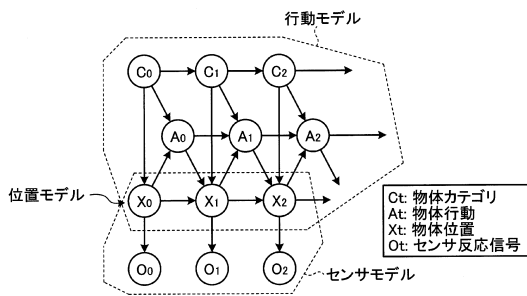 行動モデル
C0 C1 C2
A0 A1 A2
位置モデル
X0 X1 X2
Ct: 物体カテゴリ
At: 物体行動
Xt: 物体位置
Ot: センサ反応信号
O0 O1 O2
センサモデル